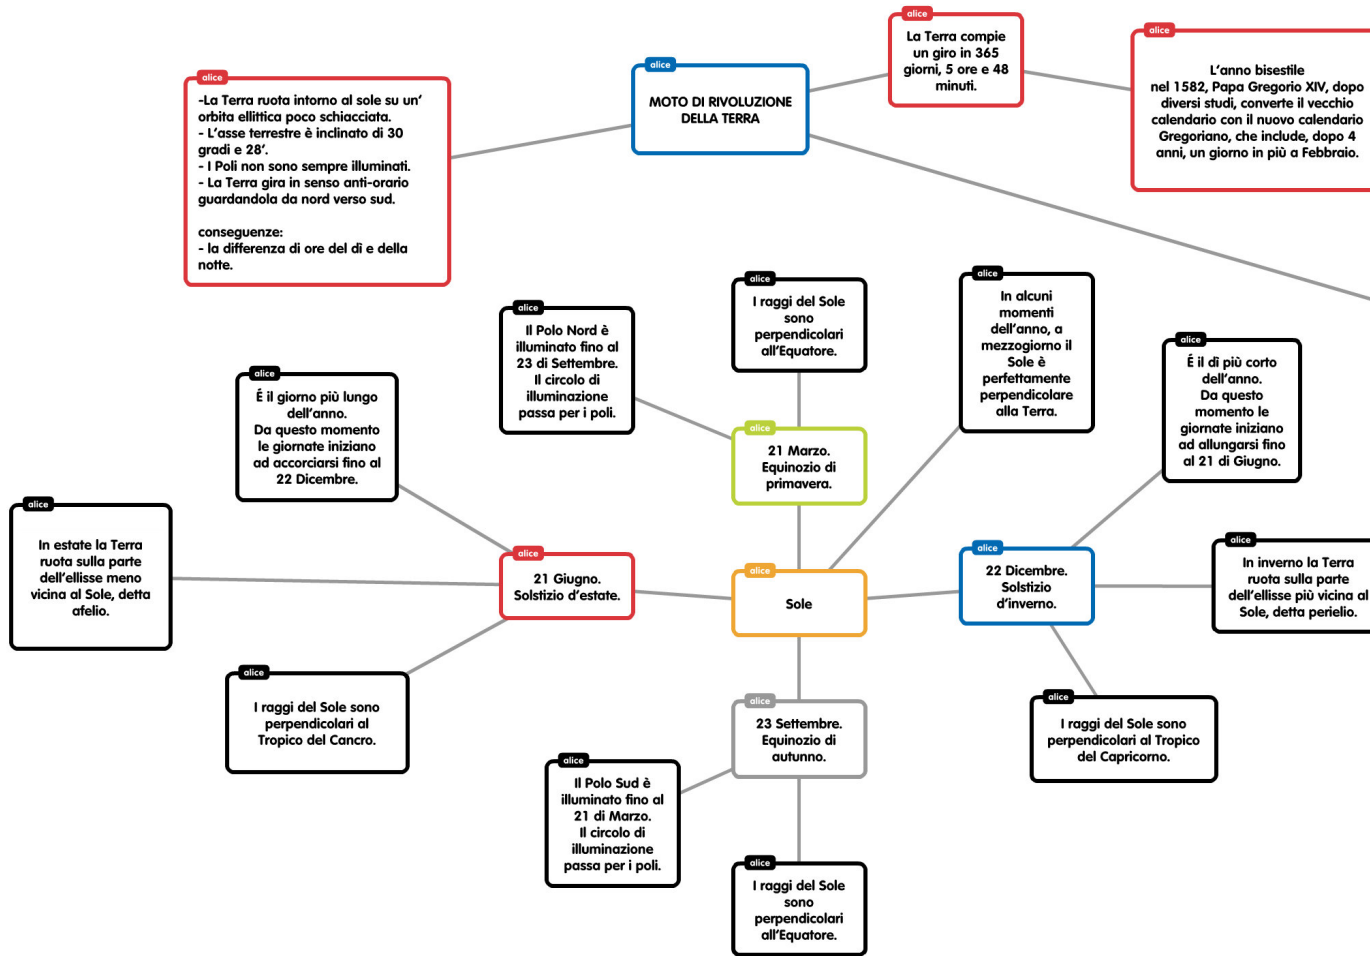 alice
La Terra compie
un giro in 365
giorni, 5 ore e 48
minuti.
alice
L'anno bisestile
nel 1582, Papa Gregorio XIV, dopo
diversi studi, converte il vecchio
calendario con il nuovo calendario
Gregoriano, che include, dopo 4
anni, un giorno in più a Febbraio.
alice
MOTO DI RIVOLUZIONE
DELLA TERRA
alice
-La Terra ruota intorno al sole su un'
orbita ellittica poco schiacciata.
- L'asse terrestre è inclinato di 30
gradi e 28'.
- I Poli non sono sempre illuminati.
- La Terra gira in senso anti-orario
guardandola da nord verso sud.
conseguenze:
- la differenza di ore del dì e della
notte.
alice
Il Polo Nord è
illuminato fino al
23 di Settembre.
Il circolo di
illuminazione
passa per i poli.
alice
I raggi del Sole
sono
perpendicolari
all'Equatore.
alice
In alcuni
momenti
dell'anno, a
mezzogiorno il
Sole è
perfettamente
perpendicolare
alla Terra.
alice
É il dì più corto
dell'anno.
Da questo
momento le
giornate iniziano
ad allungarsi fino
al 21 di Giugno.
alice
É il giorno più lungo
dell'anno.
Da questo momento
le giornate iniziano
ad accorciarsi fino al
22 Dicembre.
alice
21 Marzo.
Equinozio di
primavera.
alice
In estate la Terra
ruota sulla parte
dell'ellisse meno
vicina al Sole, detta
afelio.
alice
21 Giugno.
Solstizio d'estate.
alice
Sole
alice
22 Dicembre.
Solstizio
d'inverno.
alice
In inverno la Terra
ruota sulla parte
dell'ellisse più vicina al
Sole, detta perielio.
alice
I raggi del Sole sono
perpendicolari al
Tropico del Cancro.
alice
23 Settembre.
Equinozio di
autunno.
alice
I raggi del Sole sono
perpendicolari al Tropico
del Capricorno.
alice
Il Polo Sud è
illuminato fino al
21 di Marzo.
Il circolo di
illuminazione
passa per i poli.
alice
I raggi del Sole
sono
perpendicolari
all'Equatore.